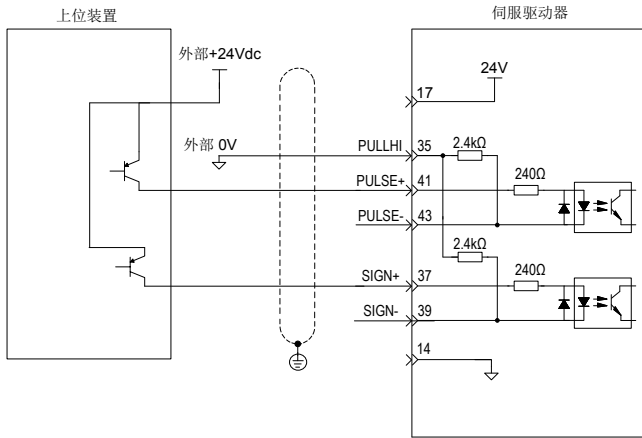 上位装置
伺服驱动器
外部+24Vdc
24V
17
外部 0V
PULLHI 35 2.4kΩ
PULSE+ 41 240Ω
PULSE- 43
2.4kΩ
SIGN+ 37 240Ω
SIGN- 39
14